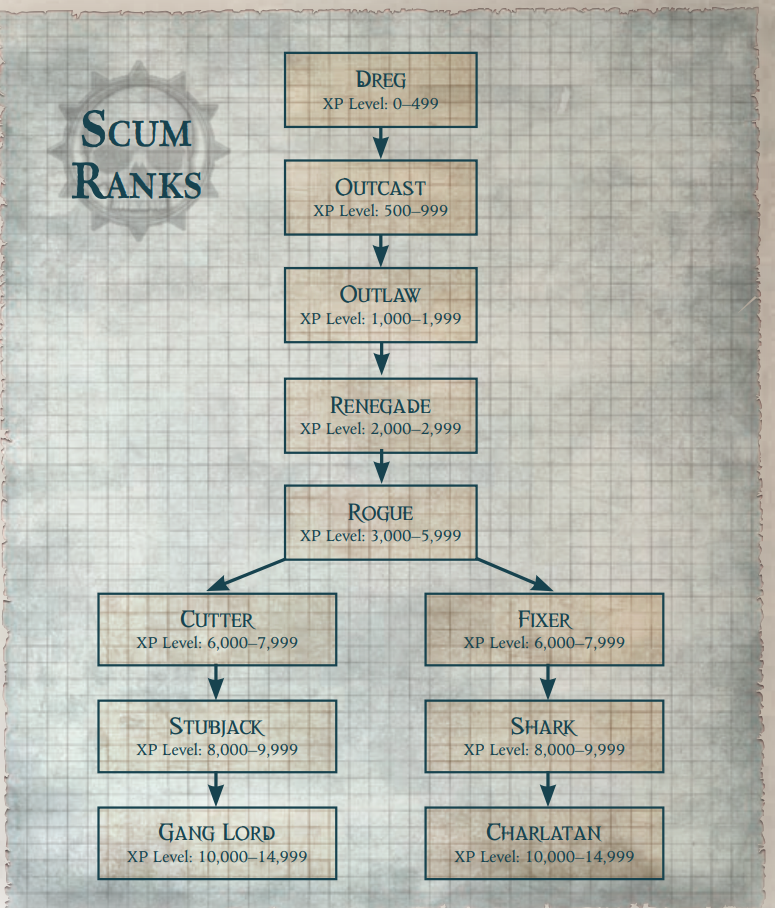 Scum
Ranks
Dreg
XP Level: 0–499
Outcast
XP Level: 500–999
Outlaw
XP Level: 1,000–1,999
Renegade
XP Level: 2,000–2,999
Rogue
XP Level: 3,000–5,999
Cutter
XP Level: 6,000–7,999
Fixer
XP Level: 6,000–7,999
Stubjack
XP Level: 8,000–9,999
Shark
XP Level: 8,000–9,999
Gang Lord
XP Level: 10,000–14,999
Charlatan
XP Level: 10,000–14,999